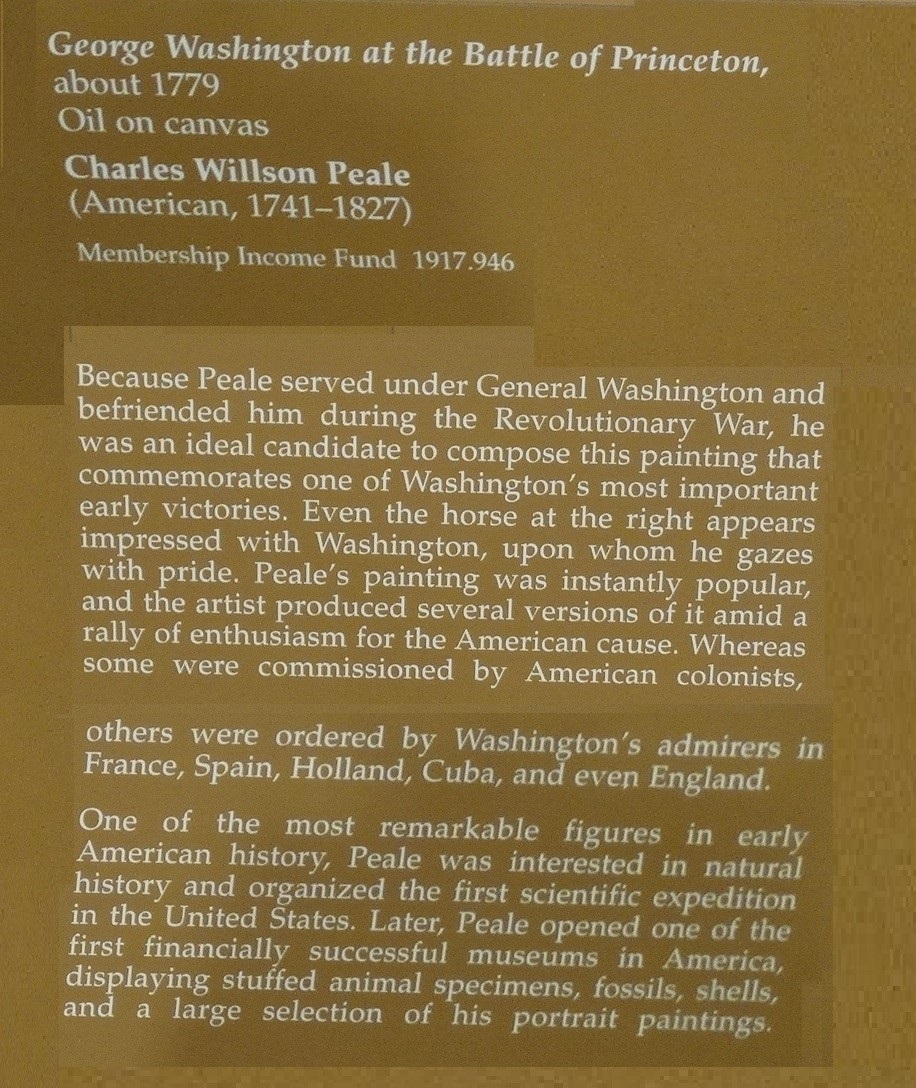 George Washington at the Battle of Princeton,
about 1779
Oil on canvas
Charles Willson Peale
(American, 1741–1827)
Membership Income Fund 1917.946
Because Peale served under General Washington and
befriended him during the Revolutionary War, he
was an ideal candidate to compose this painting that
commemorates one of Washington's most important
early victories. Even the horse at the right appears
impressed with Washington, upon whom he gazes
with pride. Peale's painting was instantly popular,
and the artist produced several versions of it amid a
rally of enthusiasm for the American cause. Whereas
some were commissioned by American colonists,
others were ordered by Washington's admirers in
France, Spain, Holland, Cuba, and even England.
One of the most remarkable figures in early
American history, Peale was interested in natural
history and organized the first scientific expedition
in the United States. Later, Peale opened one of the
first financially successful museums in America,
displaying stuffed animal specimens, fossils, shells,
and a large selection of his portrait paintings.